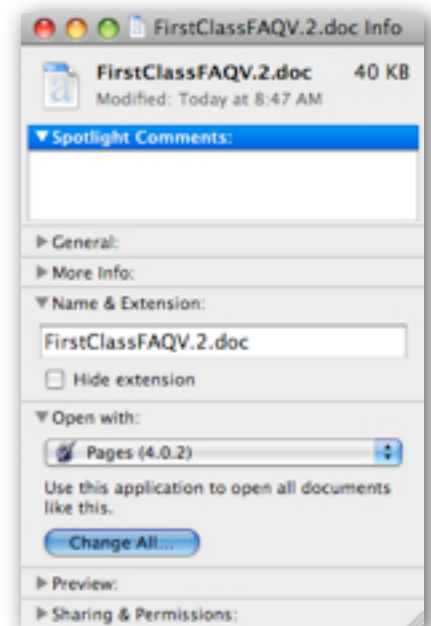 FirstClassFAQV.2.doc Info
FirstClassFAQV.2.doc 40 KB
Modified: Today at 8:47 AM
Spotlight Comments:
General:
More Info:
Name & Extension:
FirstClassFAQV.2.doc
Hide extension
Open with:
Pages (4.0.2)
Use this application to open all documents
like this.
Change All...
Preview:
Sharing & Permissions: